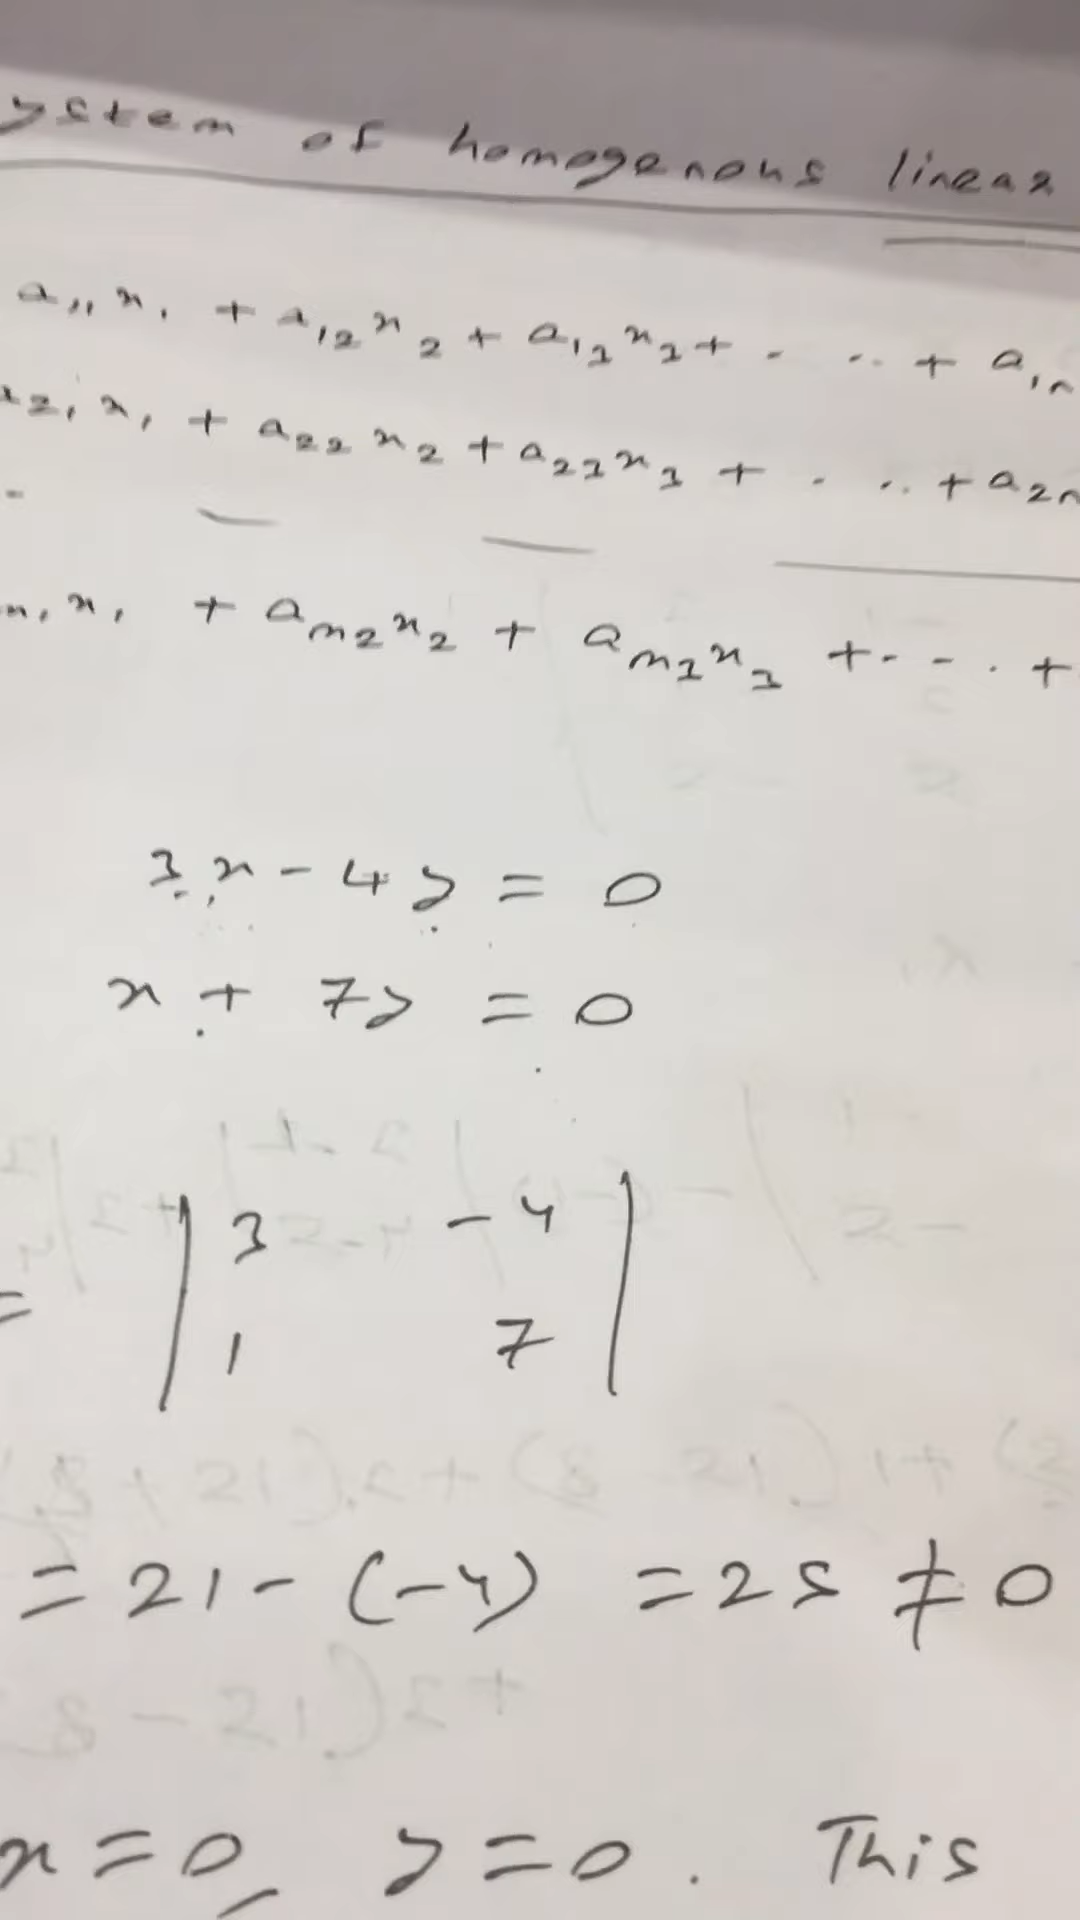 ystem of homogenous linear
a₁₁x₁ + a₁₂x₂ + a₁₃x₃ + - .. + a₁ₙ
a₂₁x₁ + a₂₂x₂ + a₂₃x₃ + . .. + a₂ₙ
ₘ₁x₁ + aₘ₂x₂ + aₘ₃x₃ + - - . +
3x - 4y = 0
x + 7y = 0
= | 3 -4 |
| 1 7 |
= 21 - (-4) = 25 ≠ 0
x = 0, y = 0. This